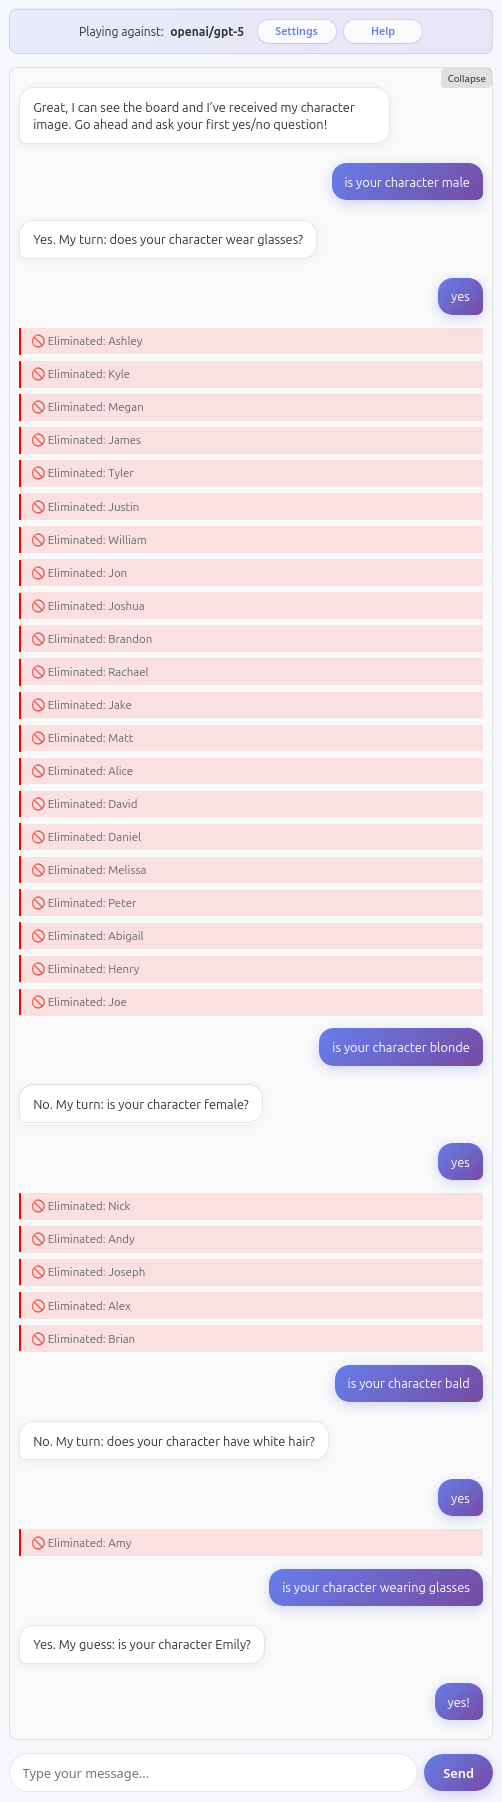 Playing against: openai/gpt-5 Settings Help
Collapse
Great, I can see the board and I've received my character
image. Go ahead and ask your first yes/no question!
is your character male
Yes. My turn: does your character wear glasses?
yes
🚫 Eliminated: Ashley
🚫 Eliminated: Kyle
🚫 Eliminated: Megan
🚫 Eliminated: James
🚫 Eliminated: Tyler
🚫 Eliminated: Justin
🚫 Eliminated: William
🚫 Eliminated: Jon
🚫 Eliminated: Joshua
🚫 Eliminated: Brandon
🚫 Eliminated: Rachael
🚫 Eliminated: Jake
🚫 Eliminated: Matt
🚫 Eliminated: Alice
🚫 Eliminated: David
🚫 Eliminated: Daniel
🚫 Eliminated: Melissa
🚫 Eliminated: Peter
🚫 Eliminated: Abigail
🚫 Eliminated: Henry
🚫 Eliminated: Joe
is your character blonde
No. My turn: is your character female?
yes
🚫 Eliminated: Nick
🚫 Eliminated: Andy
🚫 Eliminated: Joseph
🚫 Eliminated: Alex
🚫 Eliminated: Brian
is your character bald
No. My turn: does your character have white hair?
yes
🚫 Eliminated: Amy
is your character wearing glasses
Yes. My guess: is your character Emily?
yes!
Type your message... Send